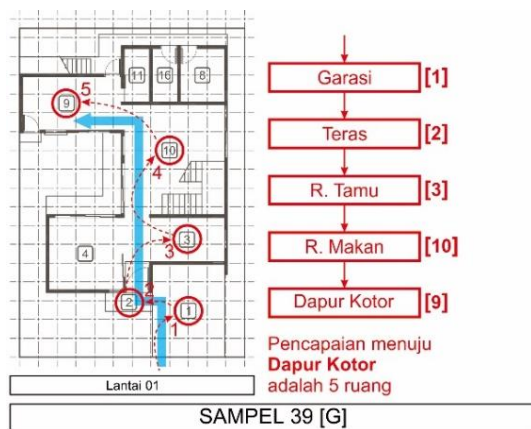 11
16
8
5
9
10
4
4
3
3
2
2
1
1
Lantai 01
Garasi [1]
Teras [2]
R. Tamu [3]
R. Makan [10]
Dapur Kotor [9]
Pencapaian menuju
Dapur Kotor
adalah 5 ruang
SAMPEL 39 [G]